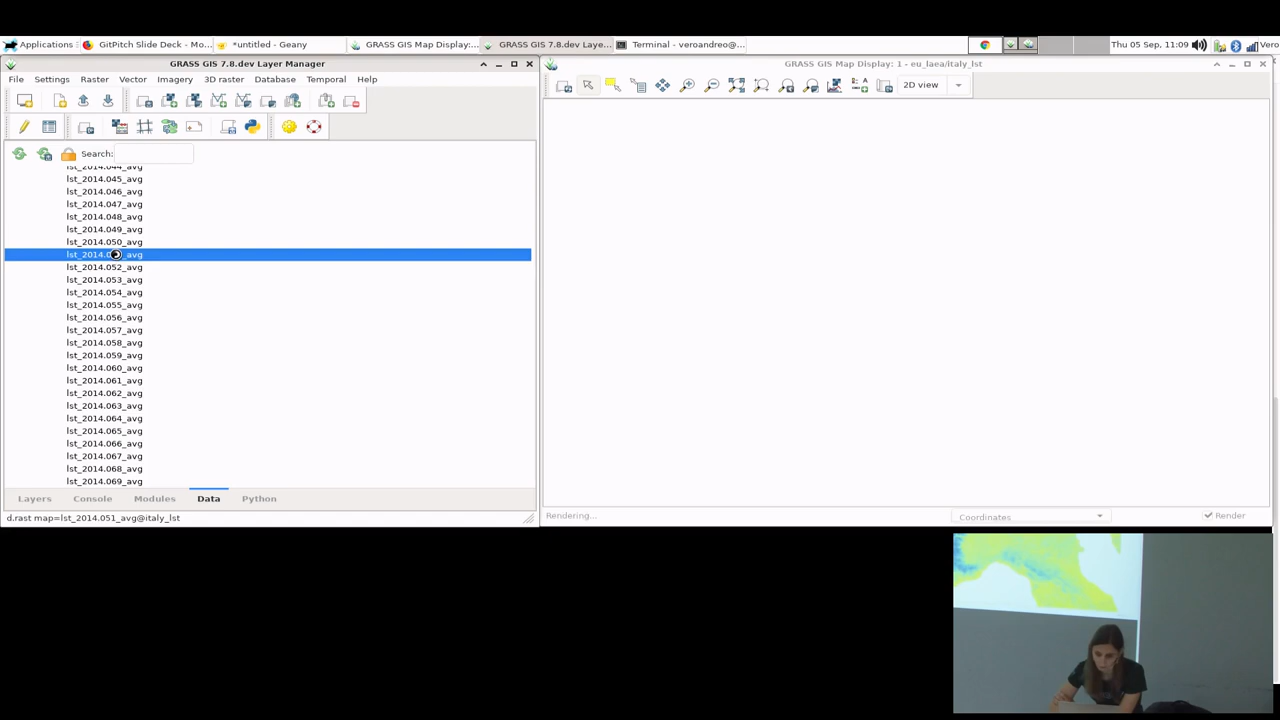 Applications
GitPitch Slide Deck - Mo...
*untitled - Geany
GRASS GIS Map Display:...
GRASS GIS 7.8.dev Laye...
Terminal - veroandreo@...
Thu 05 Sep, 11:09
Vero
GRASS GIS 7.8.dev Layer Manager
File Settings Raster Vector Imagery 3D raster Database Temporal Help
Search:
lst_2014.044_avg
lst_2014.045_avg
lst_2014.046_avg
lst_2014.047_avg
lst_2014.048_avg
lst_2014.049_avg
lst_2014.050_avg
lst_2014.051_avg
lst_2014.052_avg
lst_2014.053_avg
lst_2014.054_avg
lst_2014.055_avg
lst_2014.056_avg
lst_2014.057_avg
lst_2014.058_avg
lst_2014.059_avg
lst_2014.060_avg
lst_2014.061_avg
lst_2014.062_avg
lst_2014.063_avg
lst_2014.064_avg
lst_2014.065_avg
lst_2014.066_avg
lst_2014.067_avg
lst_2014.068_avg
lst_2014.069_avg
Layers Console Modules Data Python
d.rast map=lst_2014.051_avg@italy_lst
GRASS GIS Map Display: 1 - eu_laea/italy_lst
2D view
Rendering...
Coordinates
Render